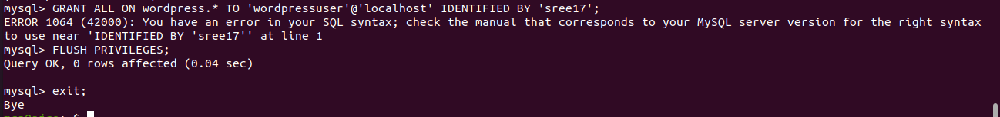 mysql> GRANT ALL ON wordpress.* TO 'wordpressuser'@'localhost' IDENTIFIED BY 'sree17';
ERROR 1064 (42000): You have an error in your SQL syntax; check the manual that corresponds to your MySQL server version for the right syntax
to use near 'IDENTIFIED BY 'sree17'' at line 1
mysql> FLUSH PRIVILEGES;
Query OK, 0 rows affected (0.04 sec)
mysql> exit;
Bye